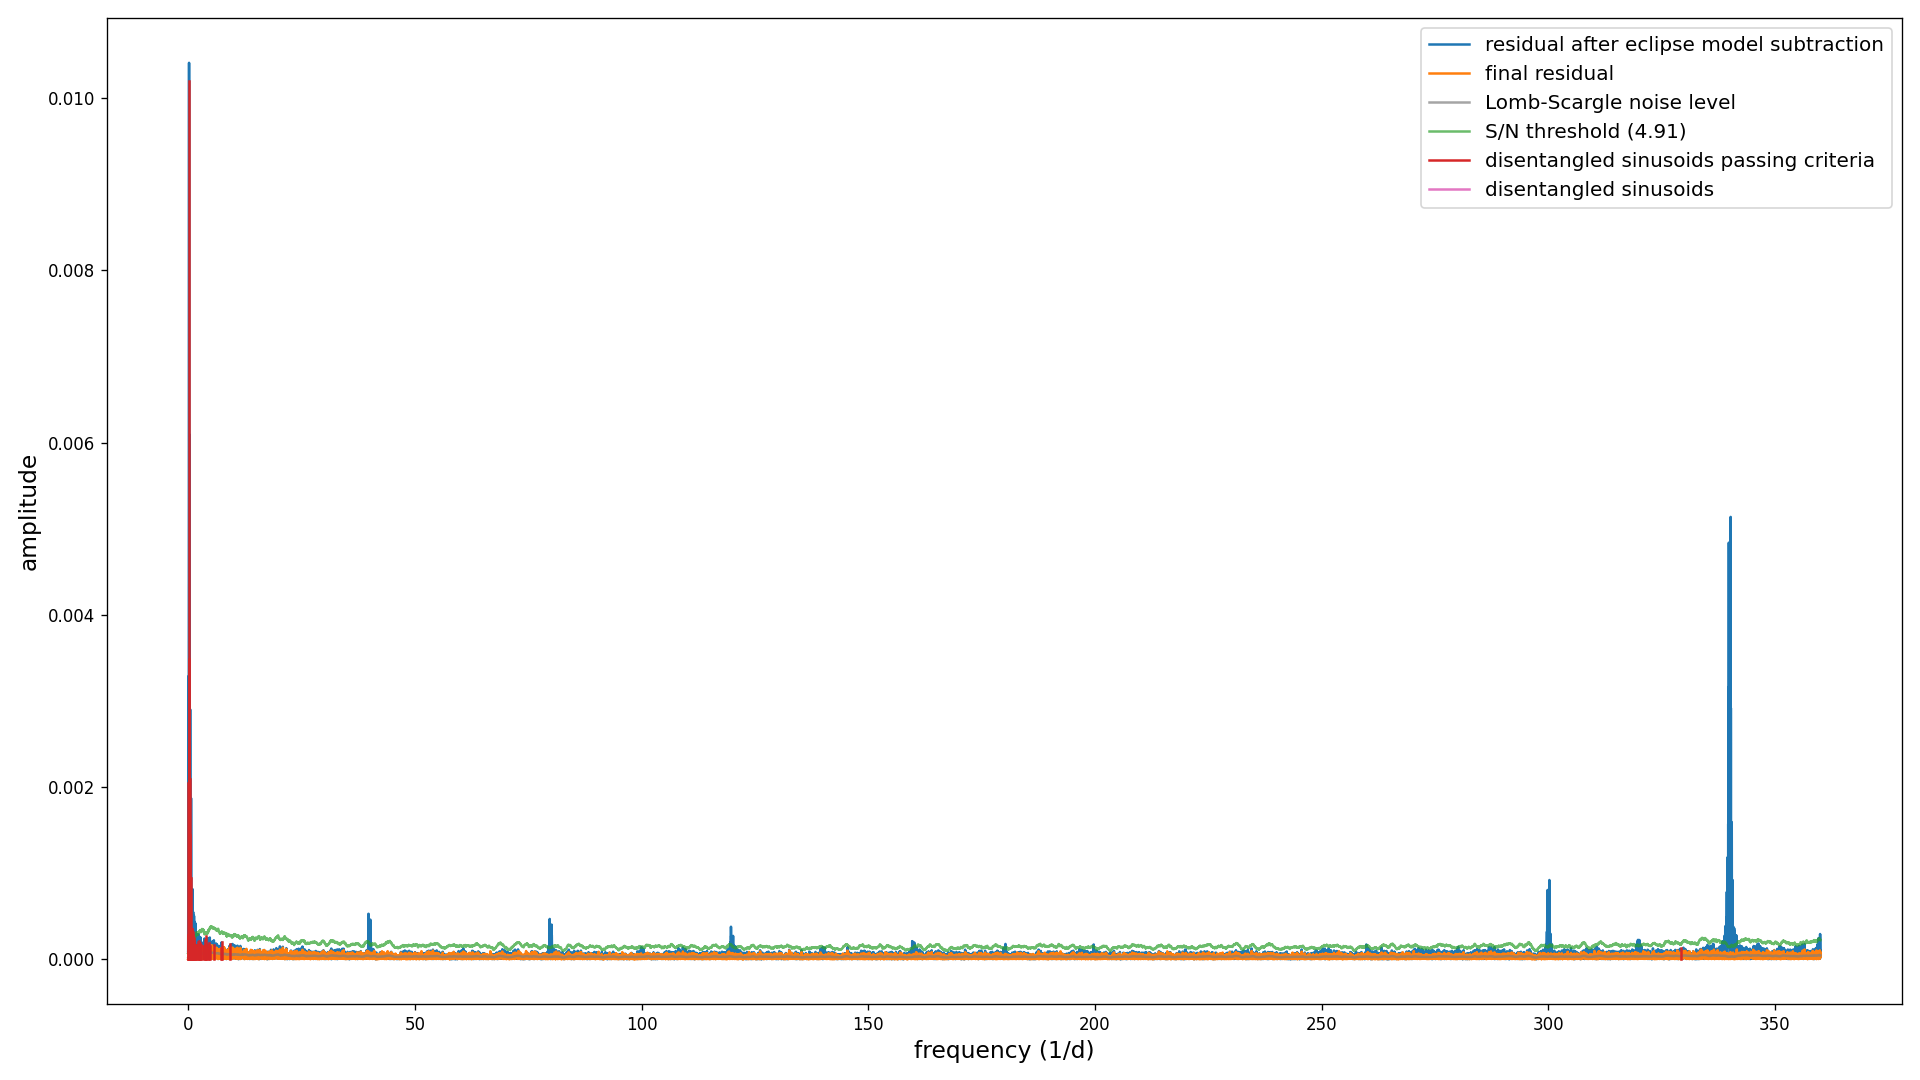 residual after eclipse model subtraction
final residual
Lomb-Scargle noise level
S/N threshold (4.91)
disentangled sinusoids passing criteria
disentangled sinusoids
amplitude
0.010
0.008
0.006
0.004
0.002
0.000
0 50 100 150 200 250 300 350
frequency (1/d)